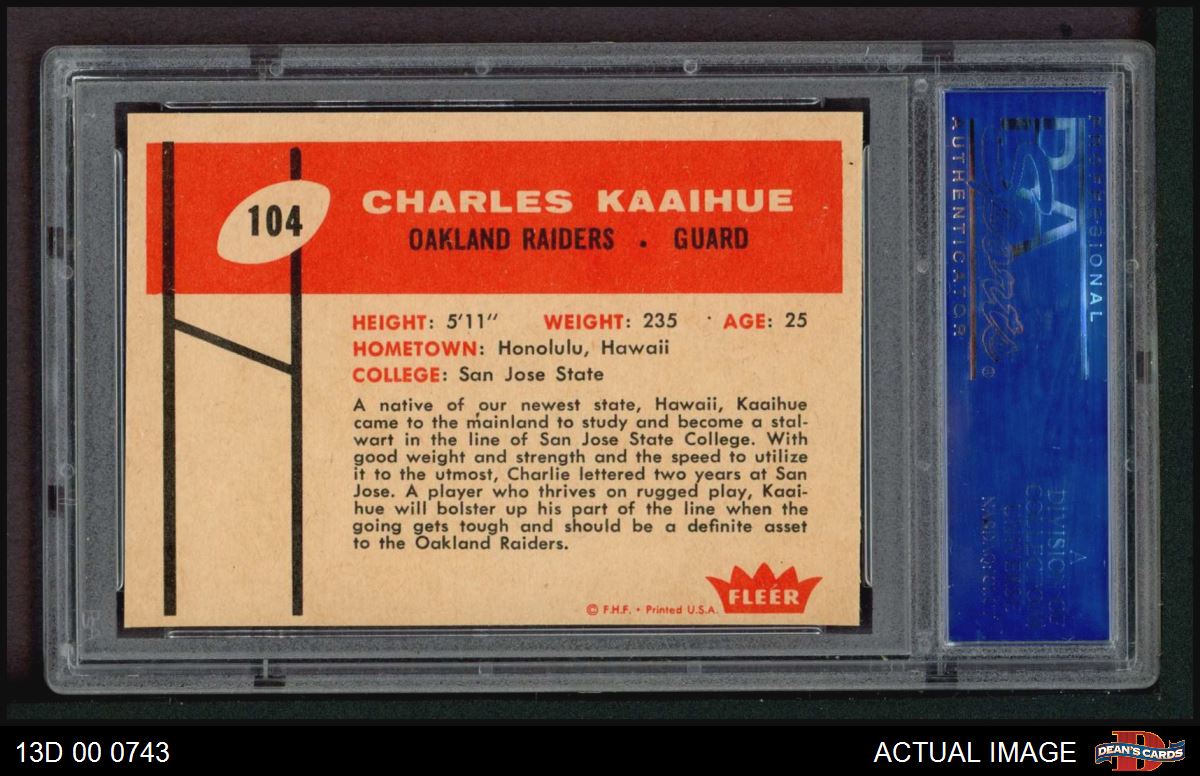 104
CHARLES KAAIHUE
OAKLAND RAIDERS . GUARD
HEIGHT: 5'11" WEIGHT: 235 AGE: 25
HOMETOWN: Honolulu, Hawaii
COLLEGE: San Jose State
A native of our newest state, Hawaii, Kaaihue
came to the mainland to study and become a stal-
wart in the line of San Jose State College. With
good weight and strength and the speed to utilize
it to the utmost, Charlie lettered two years at San
Jose. A player who thrives on rugged play, Kaai-
hue will bolster up his part of the line when the
going gets tough and should be a definite asset
to the Oakland Raiders.
FLEER
© F.H.F. • Printed U.S.A.
PROFESSIONAL
PSA
AUTHENTICATOR
A
DIVISION OF
COLLECTORS
UNIVERSE
13D 00 0743
ACTUAL IMAGE
DEAN'S CARDS